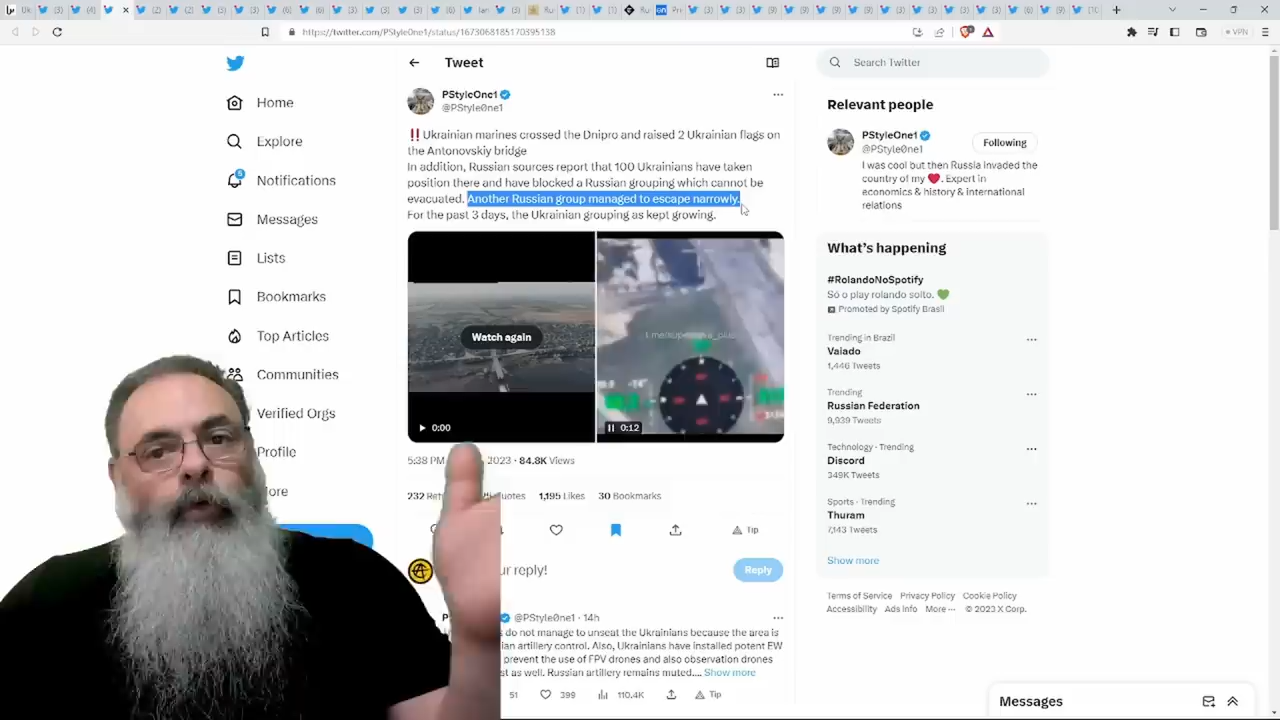 https://twitter.com/PStyle0ne1/status/1673068185170395138
VPN
Tweet
Search Twitter
Home
Explore
Notifications
Messages
Lists
Bookmarks
Top Articles
Communities
Verified Orgs
Profile
PStyleOne1
@PStyle0ne1
‼️Ukrainian marines crossed the Dnipro and raised 2 Ukrainian flags on
the Antonovskiy bridge
In addition, Russian sources report that 100 Ukrainians have taken
position there and have blocked a Russian grouping which cannot be
evacuated. Another Russian group managed to escape narrowly.
For the past 3 days, the Ukrainian grouping as kept growing.
Watch again
0:00
0:12
5:38 PM 2023 · 84.8K Views
232 1,195 Likes 30 Bookmarks
Tip
ur reply!
Reply
@PStyle0ne1 · 14h
do not manage to unseat the Ukrainians because the area is
artillery control. Also, Ukrainians have installed potent EW
prevent the use of FPV drones and also observation drones
as well. Russian artillery remains muted.... Show more
51 399 110.4K Tip
Relevant people
PStyleOne1
@PStyle0ne1
Following
I was cool but then Russia invaded the
country of my ❤️. Expert in
economics & history & international
relations
What's happening
#RolandoNoSpotify
Só o play rolando solto. 💚
Promoted by Spotify Brasil
Trending in Brazil
Vaiado
1,446 Tweets
Trending
Russian Federation
9,939 Tweets
Technology · Trending
Discord
349K Tweets
Sports · Trending
Thuram
7,143 Tweets
Show more
Terms of Service Privacy Policy Cookie Policy
Accessibility Ads Info More ··· © 2023 X Corp.
Messages